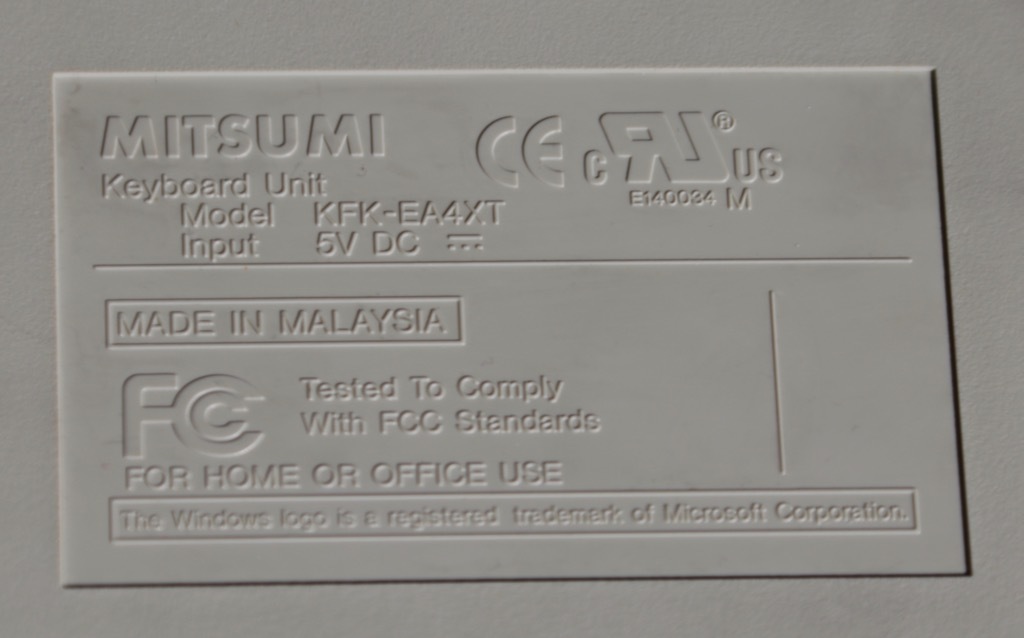 MITSUMI
CE c RU® US
Keyboard Unit
E140034 M
Model KFK-EA4XT
Input 5V DC
MADE IN MALAYSIA
FC Tested To Comply
With FCC Standards
FOR HOME OR OFFICE USE
The Windows logo is a registered trademark of Microsoft Corporation.